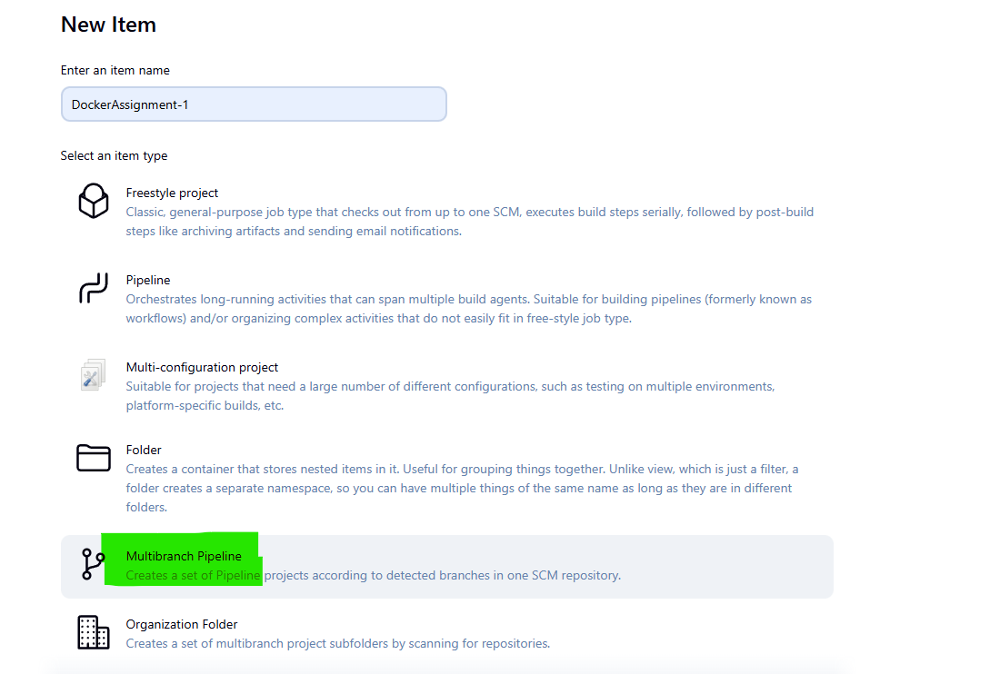 New Item
Enter an item name
DockerAssignment-1
Select an item type
Freestyle project
Classic, general-purpose job type that checks out from up to one SCM, executes build steps serially, followed by post-build
steps like archiving artifacts and sending email notifications.
Pipeline
Orchestrates long-running activities that can span multiple build agents. Suitable for building pipelines (formerly known as
workflows) and/or organizing complex activities that do not easily fit in free-style job type.
Multi-configuration project
Suitable for projects that need a large number of different configurations, such as testing on multiple environments,
platform-specific builds, etc.
Folder
Creates a container that stores nested items in it. Useful for grouping things together. Unlike view, which is just a filter, a
folder creates a separate namespace, so you can have multiple things of the same name as long as they are in different
folders.
Multibranch Pipeline
Creates a set of Pipeline projects according to detected branches in one SCM repository.
Organization Folder
Creates a set of multibranch project subfolders by scanning for repositories.